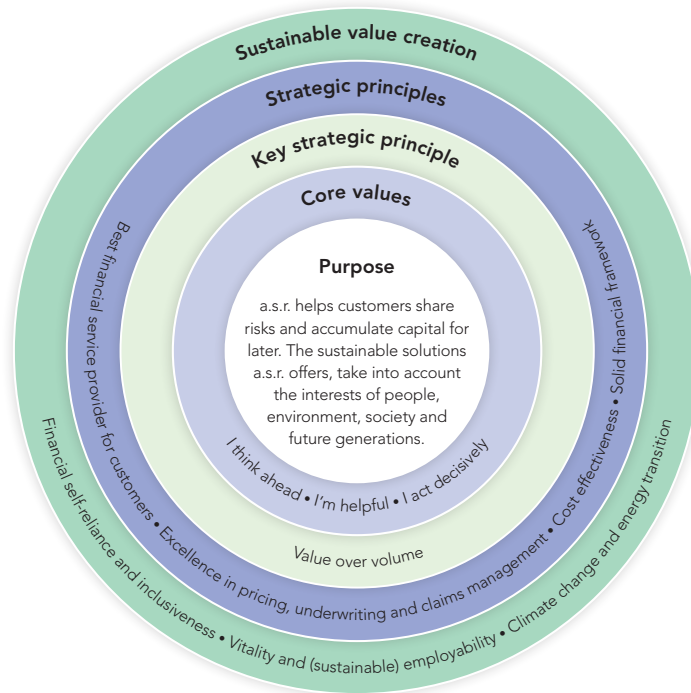 Sustainable value creation
Strategic principles
Key strategic principle
Core values
Purpose
a.s.r. helps customers share
risks and accumulate capital for
later. The sustainable solutions
a.s.r. offers, take into account
the interests of people,
environment, society and
future generations.
I think ahead • I'm helpful • I act decisively
Value over volume
Best financial service provider for customers • Excellence in pricing, underwriting and claims management • Cost effectiveness • Solid financial framework
Financial self-reliance and inclusiveness • Vitality and (sustainable) employability • Climate change and energy transition